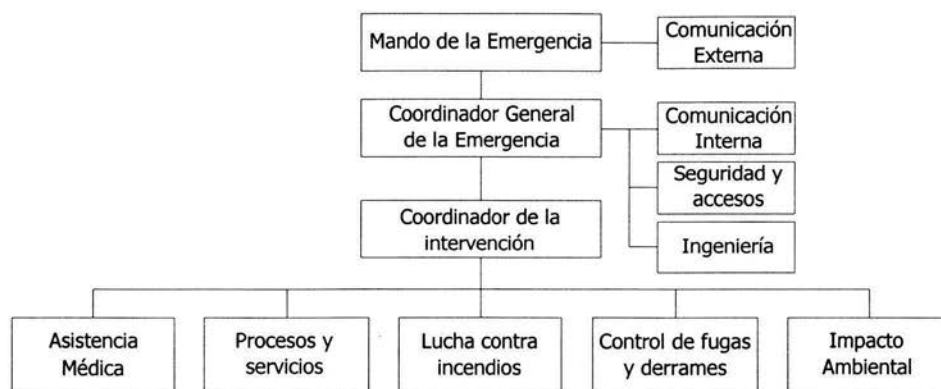 Mando de la Emergencia
Comunicación
Externa
Coordinador General
de la Emergencia
Comunicación
Interna
Seguridad y
accesos
Coordinador de la
intervención
Ingeniería
Asistencia
Médica
Procesos y
servicios
Lucha contra
incendios
Control de fugas
y derrames
Impacto
Ambiental